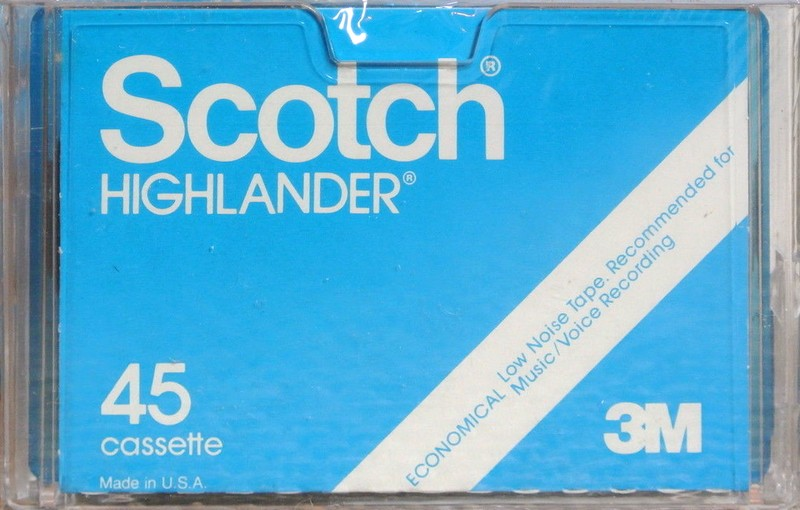 Scotch®
HIGHLANDER®
ECONOMICAL Low Noise Tape. Recommended for
Music/Voice Recording
45
cassette
3M
Made in U.S.A.